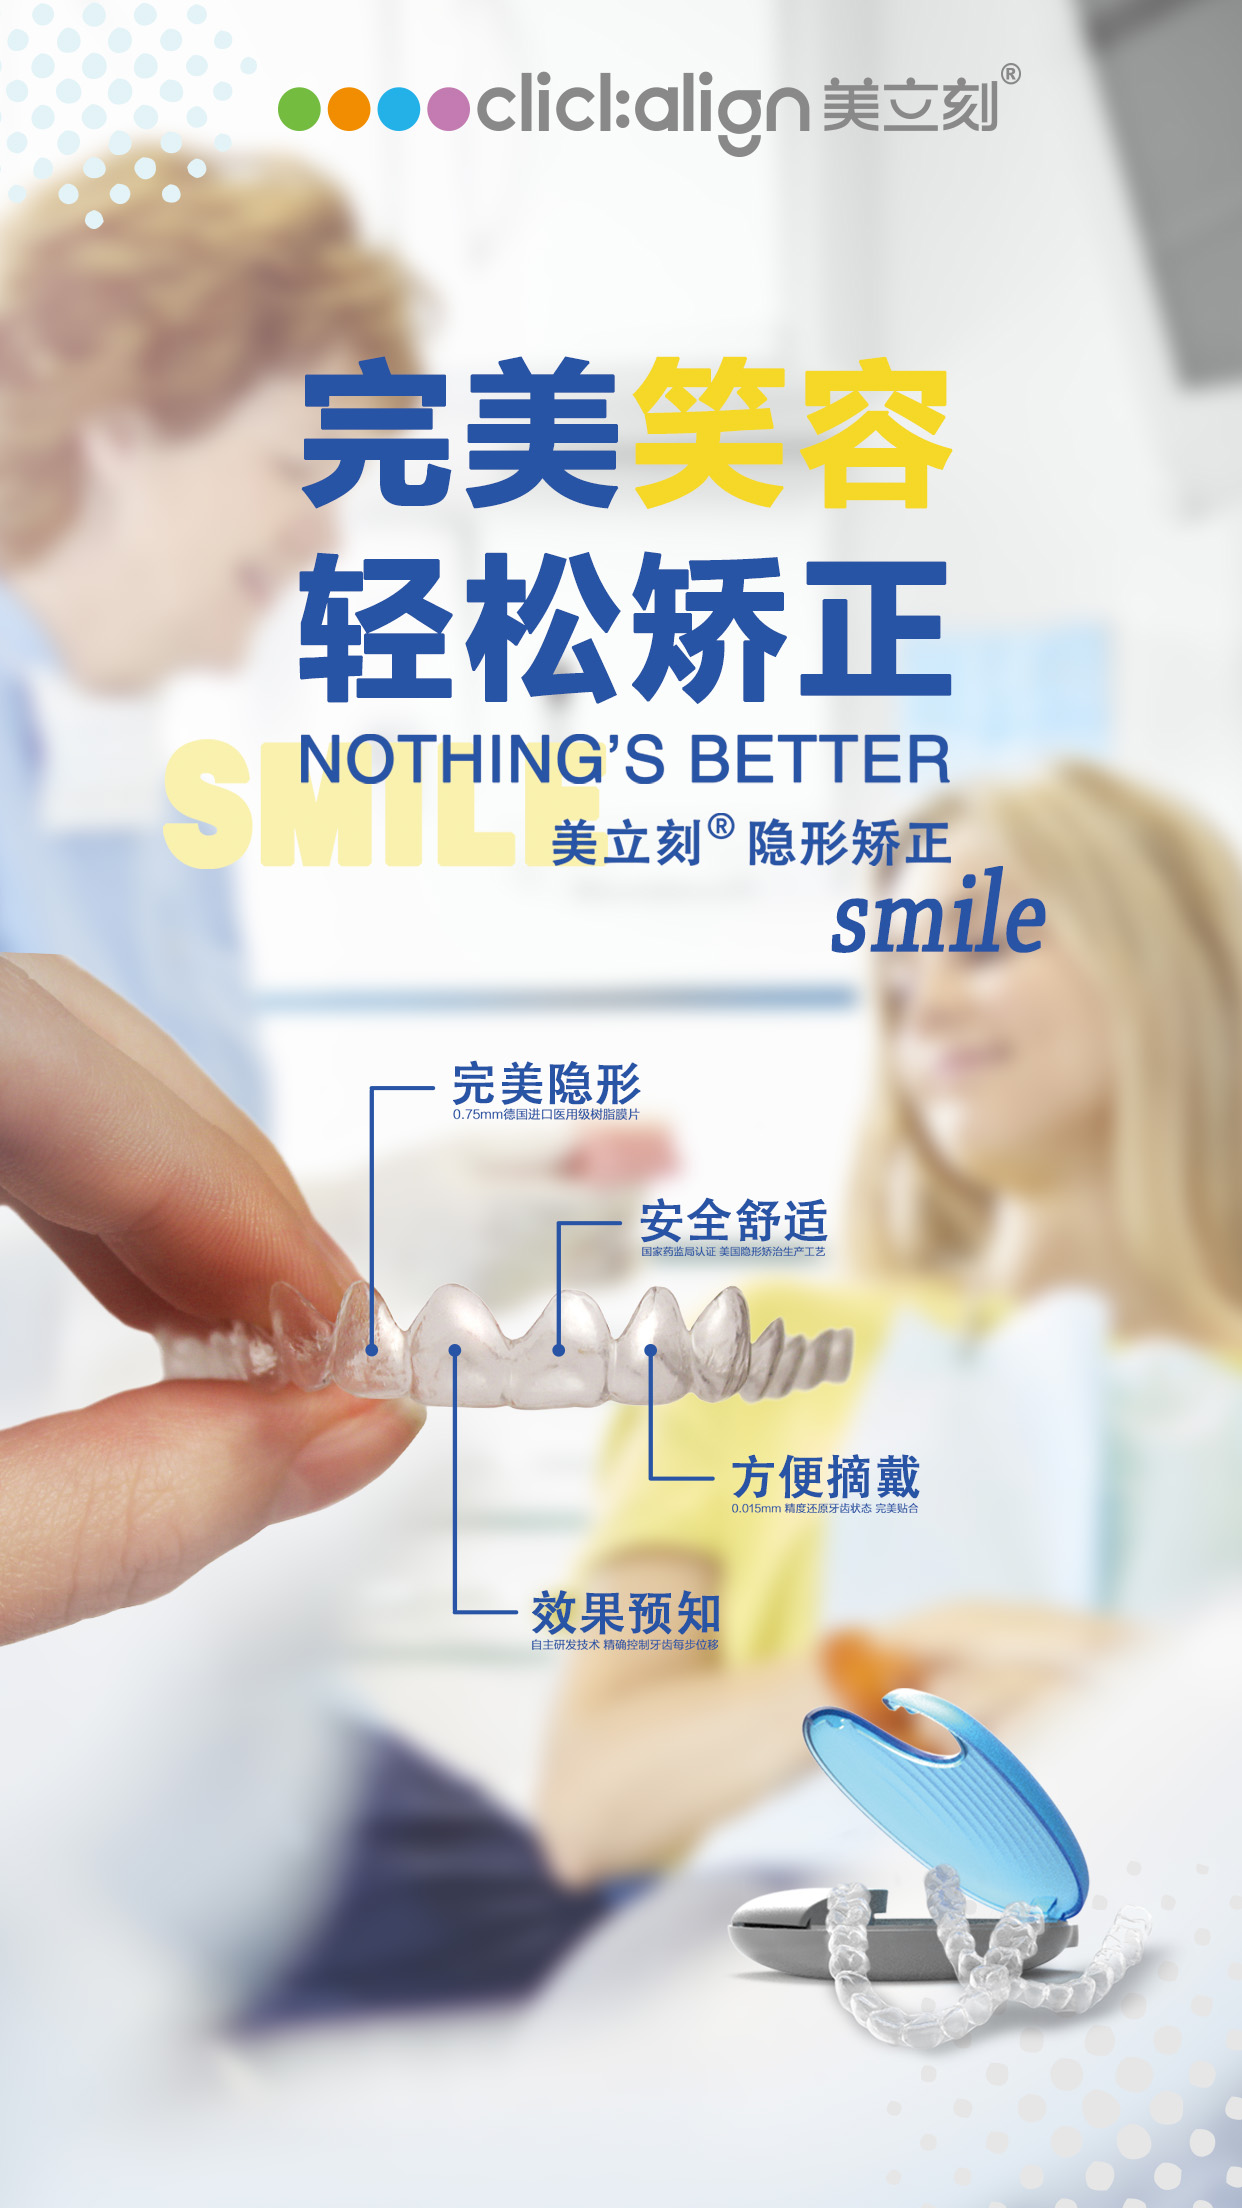 clicl:align 美立刻®
完美笑容
轻松矫正
NOTHING'S BETTER
SMILE
美立刻® 隐形矫正
smile
完美隐形
0.75mm德国进口医用级树脂膜片
安全舒适
国家药监局认证 美国隐形矫治生产工艺
方便摘戴
0.015mm 精度还原牙齿状态 完美贴合
效果预知
自主研发技术 精确控制牙齿每步位移